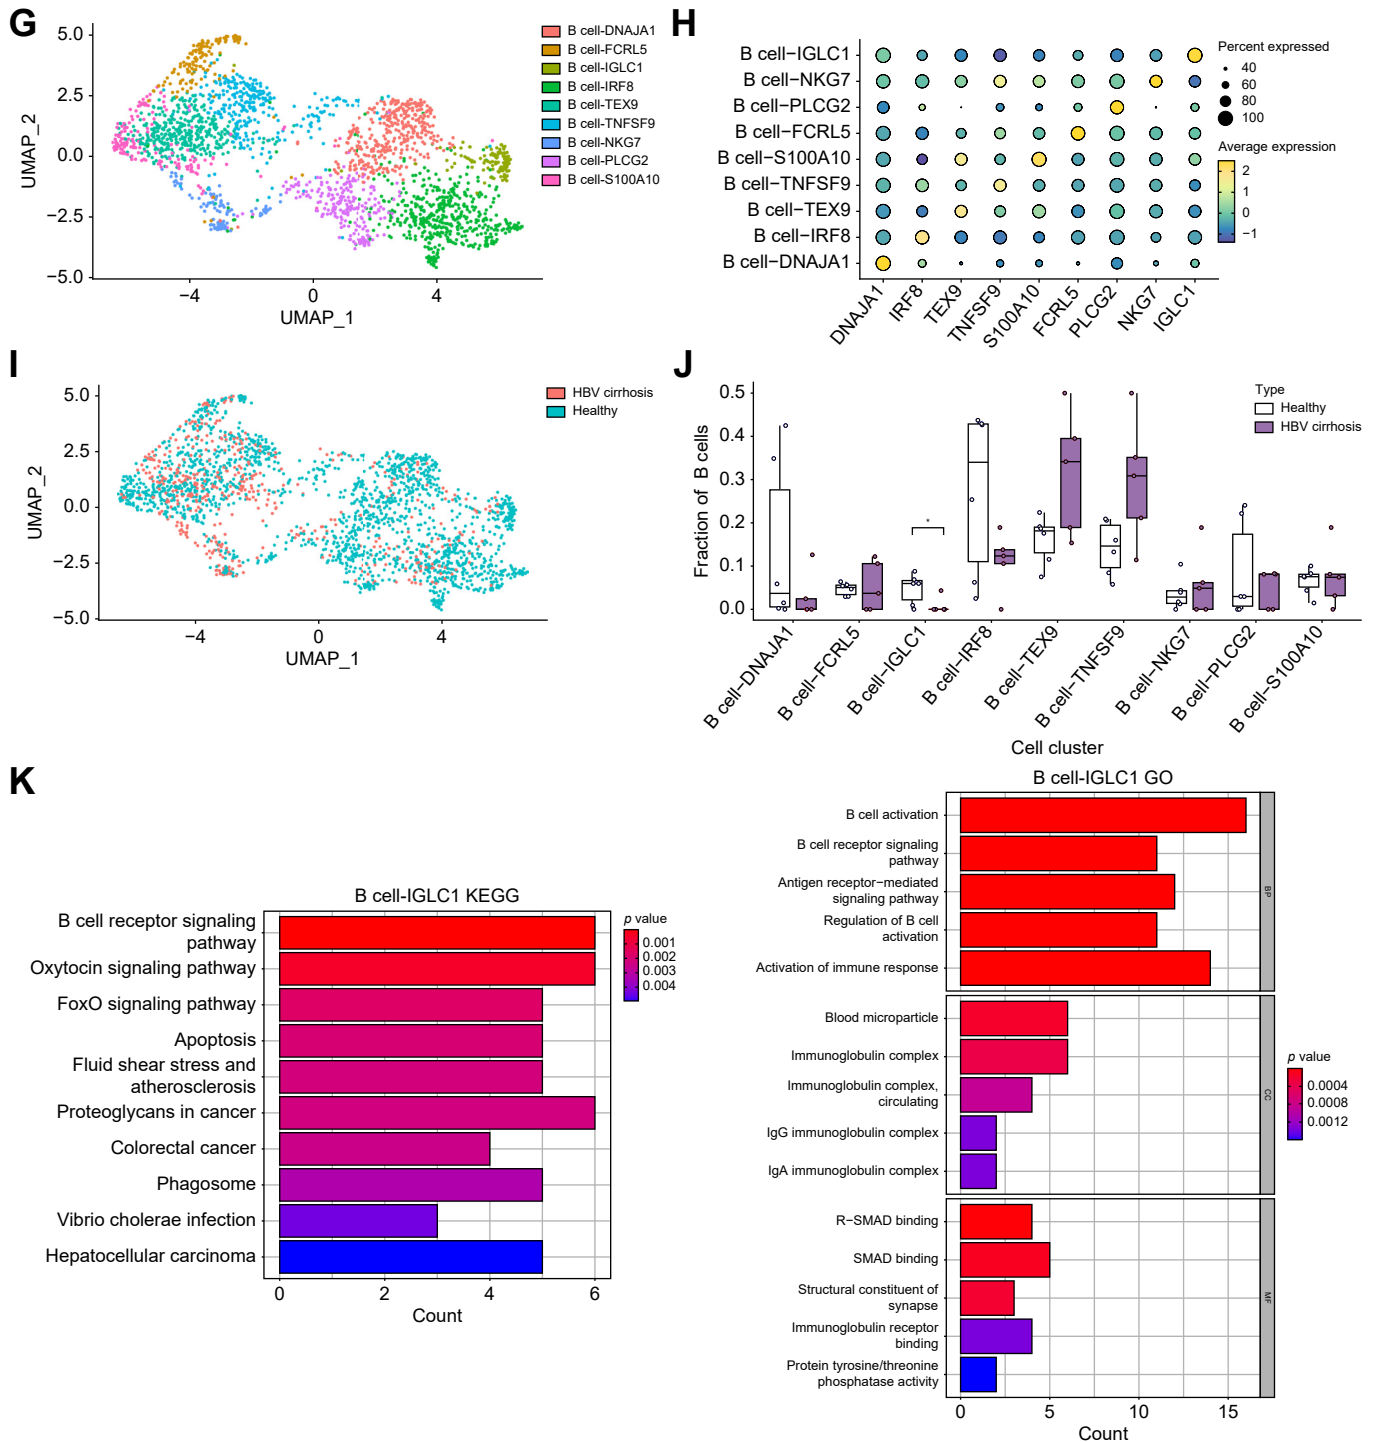 G
5.0
2.5
0.0
−2.5
−5.0
UMAP_2
−4
0
4
UMAP_1
B cell-DNAJA1
B cell-FCRL5
B cell-IGLC1
B cell-IRF8
B cell-TEX9
B cell-TNFSF9
B cell-NKG7
B cell-PLCG2
B cell-S100A10
H
B cell−IGLC1
B cell−NKG7
B cell−PLCG2
B cell−FCRL5
B cell−S100A10
B cell−TNFSF9
B cell−TEX9
B cell−IRF8
B cell−DNAJA1
DNAJA1
IRF8
TEX9
TNFSF9
S100A10
FCRL5
PLCG2
NKG7
IGLC1
Percent expressed
40
60
80
100
Average expression
2
1
0
−1
I
5.0
2.5
0.0
−2.5
−5.0
UMAP_2
−4
0
4
UMAP_1
HBV cirrhosis
Healthy
J
0.5
0.4
0.3
0.2
0.1
0.0
Fraction of B cells
*
Type
Healthy
HBV cirrhosis
B cell−DNAJA1
B cell−FCRL5
B cell−IGLC1
B cell−IRF8
B cell−TEX9
B cell−TNFSF9
B cell−NKG7
B cell−PLCG2
B cell−S100A10
Cell cluster
K
B cell-IGLC1 KEGG
B cell receptor signaling
pathway
Oxytocin signaling pathway
FoxO signaling pathway
Apoptosis
Fluid shear stress and
atherosclerosis
Proteoglycans in cancer
Colorectal cancer
Phagosome
Vibrio cholerae infection
Hepatocellular carcinoma
0
2
4
6
Count
p value
0.001
0.002
0.003
0.004
B cell-IGLC1 GO
B cell activation
B cell receptor signaling
pathway
Antigen receptor−mediated
signaling pathway
Regulation of B cell
activation
Activation of immune response
BP
Blood microparticle
Immunoglobulin complex
Immunoglobulin complex,
circulating
IgG immunoglobulin complex
IgA immunoglobulin complex
CC
R−SMAD binding
SMAD binding
Structural constituent of
synapse
Immunoglobulin receptor
binding
Protein tyrosine/threonine
phosphatase activity
MF
0
5
10
15
Count
p value
0.0004
0.0008
0.0012